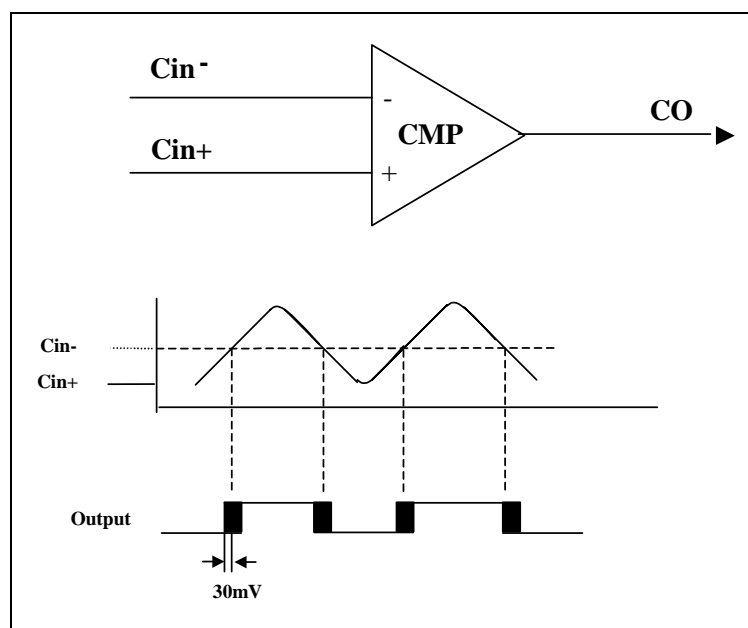 Cin-
-
CMP
CO
Cin+
+
Cin-
Cin+
Output
30mV